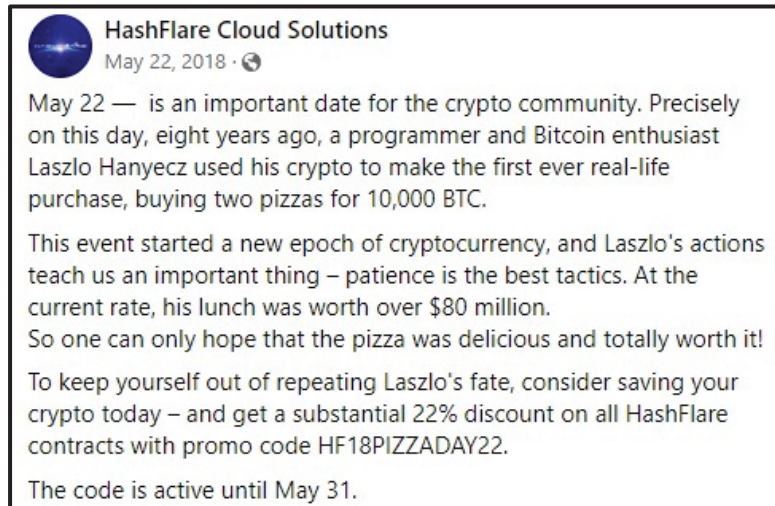 HashFlare Cloud Solutions
May 22, 2018 ·
May 22 — is an important date for the crypto community. Precisely
on this day, eight years ago, a programmer and Bitcoin enthusiast
Laszlo Hanyecz used his crypto to make the first ever real-life
purchase, buying two pizzas for 10,000 BTC.
This event started a new epoch of cryptocurrency, and Laszlo's actions
teach us an important thing – patience is the best tactics. At the
current rate, his lunch was worth over $80 million.
So one can only hope that the pizza was delicious and totally worth it!
To keep yourself out of repeating Laszlo's fate, consider saving your
crypto today – and get a substantial 22% discount on all HashFlare
contracts with promo code HF18PIZZADAY22.
The code is active until May 31.